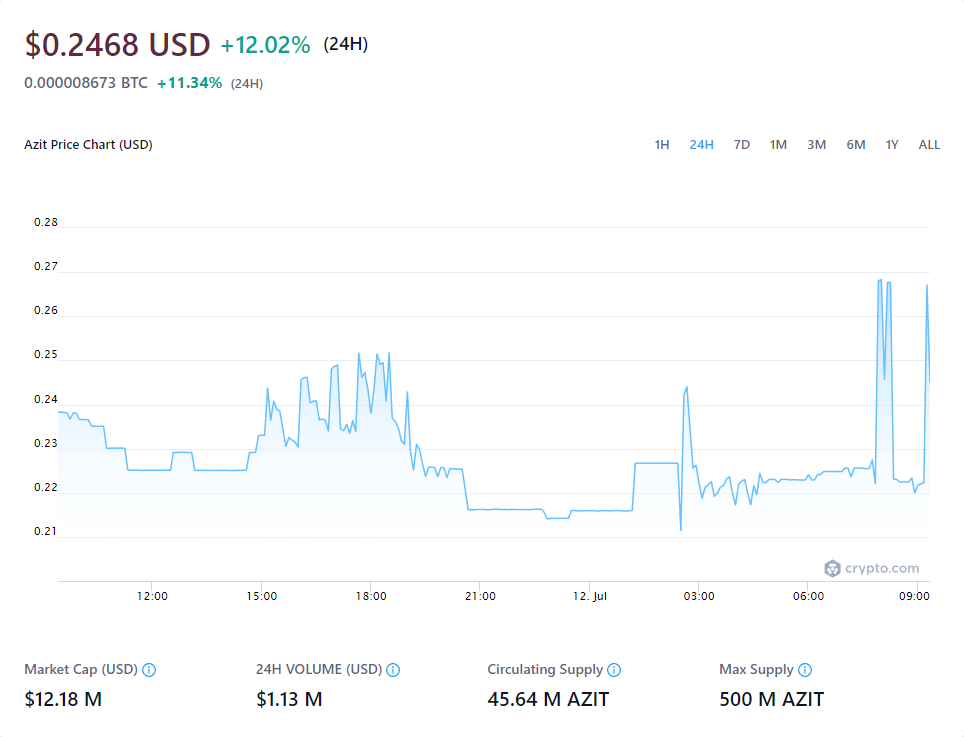 $0.2468 USD +12.02% (24H)
0.000008673 BTC +11.34% (24H)
Azit Price Chart (USD) 1H 24H 7D 1M 3M 6M 1Y ALL
0.28
0.27
0.26
0.25
0.24
0.23
0.22
0.21
crypto.com
12:00 15:00 18:00 21:00 12. Jul 03:00 06:00 09:00
Market Cap (USD) 24H VOLUME (USD) Circulating Supply Max Supply
$12.18 M $1.13 M 45.64 M AZIT 500 M AZIT